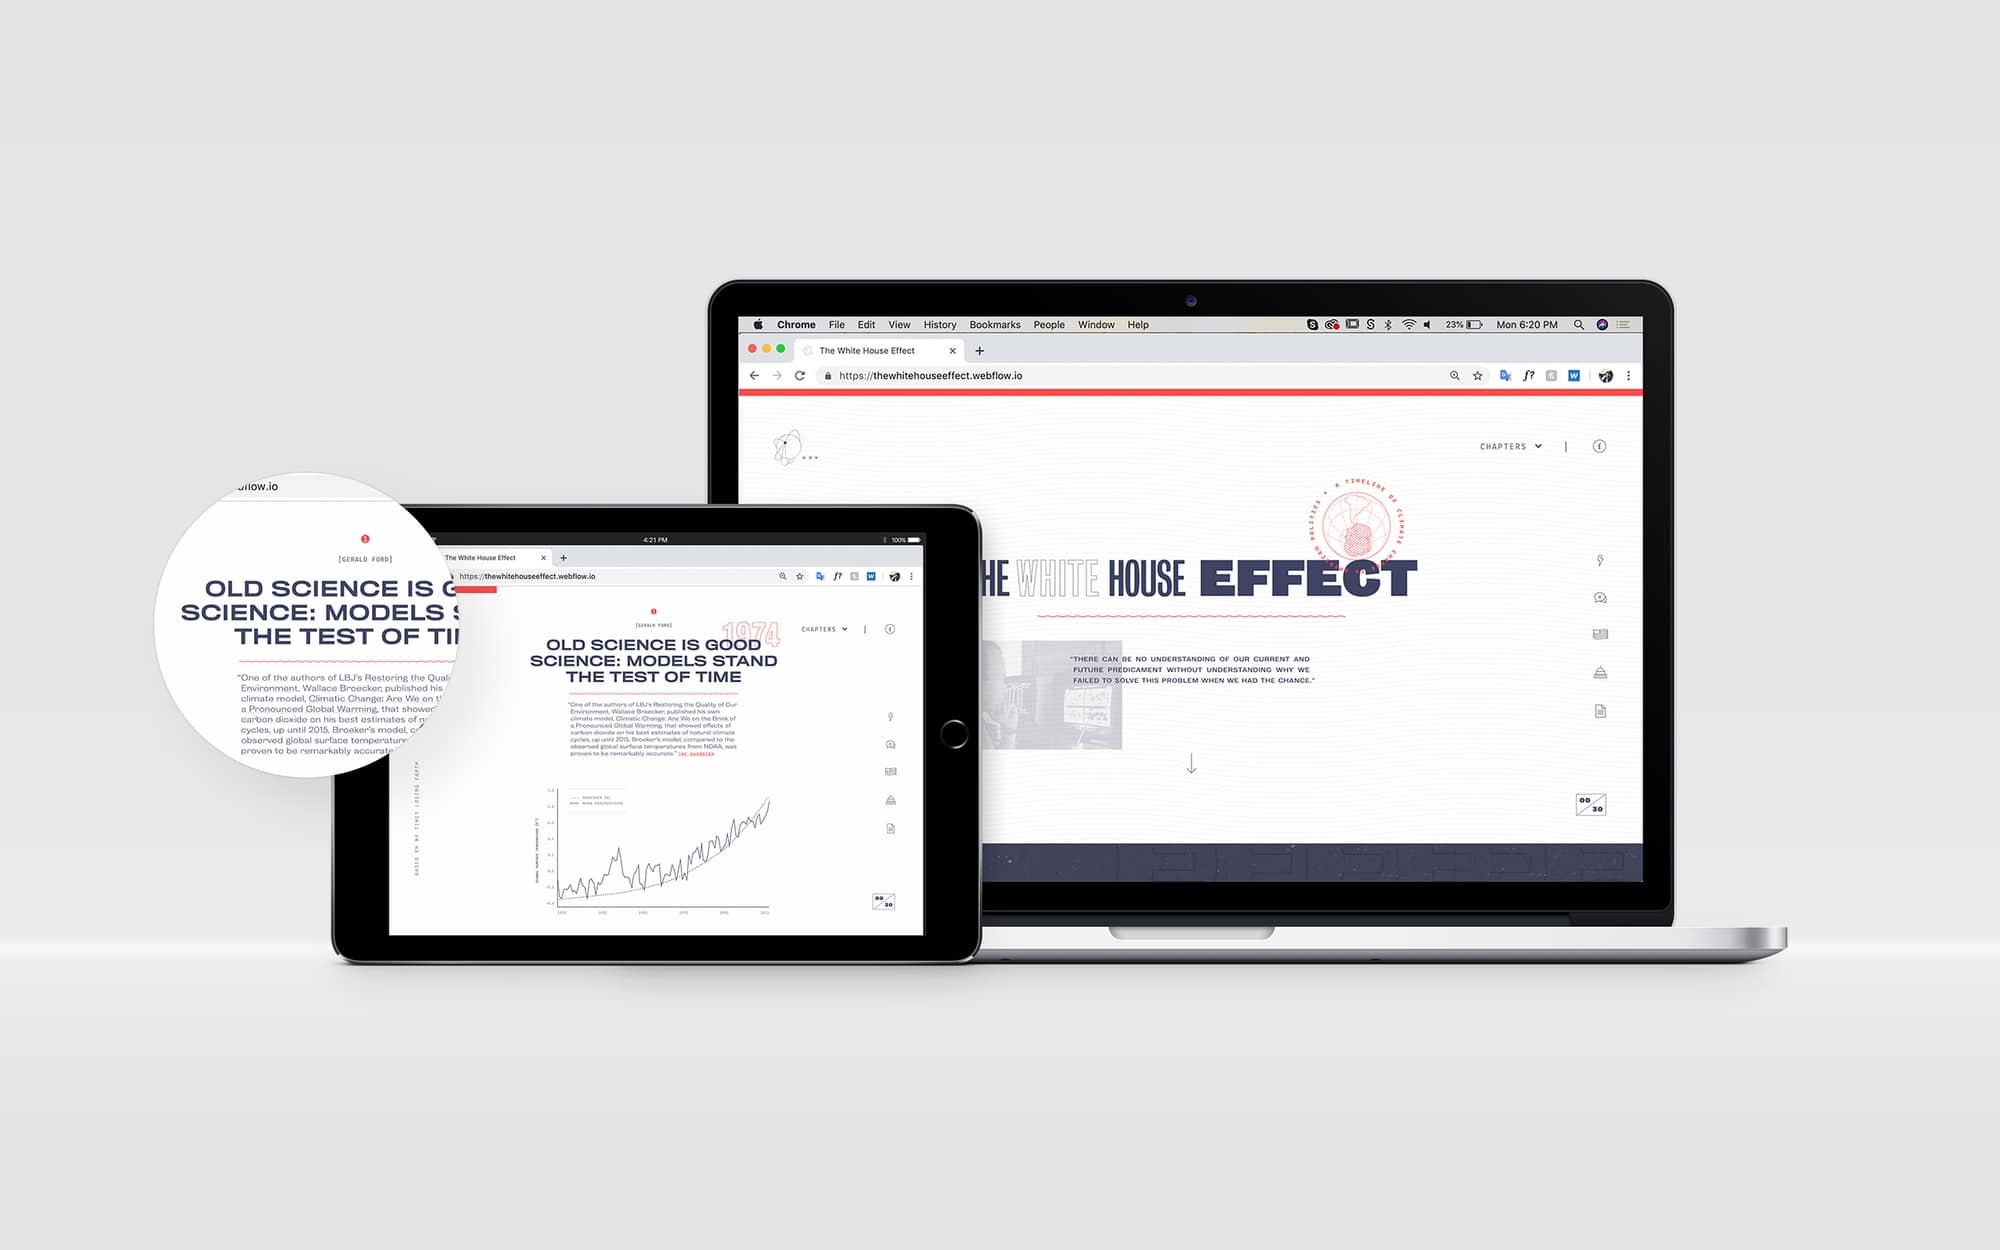 Chrome File Edit View History Bookmarks People Window Help
23% Mon 6:20 PM
The White House Effect
https://thewhitehouseeffect.webflow.io
CHAPTERS
A TIMELINE OF CLIMATE
POLITICS
HE WHITE HOUSE EFFECT
"THERE CAN BE NO UNDERSTANDING OF OUR CURRENT AND
FUTURE PREDICAMENT WITHOUT UNDERSTANDING WHY WE
FAILED TO SOLVE THIS PROBLEM WHEN WE HAD THE CHANCE."
00
30
4:21 PM
100%
The White House Effect
https://thewhitehouseeffect.webflow.io
[GERALD FORD]
1974
CHAPTERS
OLD SCIENCE IS GOOD
SCIENCE: MODELS STAND
THE TEST OF TIME
"One of the authors of LBJ's Restoring the Quality of Our
Environment, Wallace Broecker, published his own
climate model, Climatic Change: Are We on the Brink of
a Pronounced Global Warming, that showed effects of
carbon dioxide on his best estimates of natural climate
cycles, up until 2015. Broeker's model, compared to the
observed global surface temperatures from NOAA, was
proven to be remarkably accurate." THE GUARDIAN
BASED ON NY TIMES LOSING EARTH
00
30
webflow.io
[GERALD FORD]
OLD SCIENCE IS G
SCIENCE: MODELS S
THE TEST OF TI
"One of the authors of LBJ's Restoring the Quali
Environment, Wallace Broecker, published his
climate model, Climatic Change: Are We on t
a Pronounced Global Warming, that showed
carbon dioxide on his best estimates of n
cycles, up until 2015. Broeker's model, c
observed global surface temperature
proven to be remarkably accurate